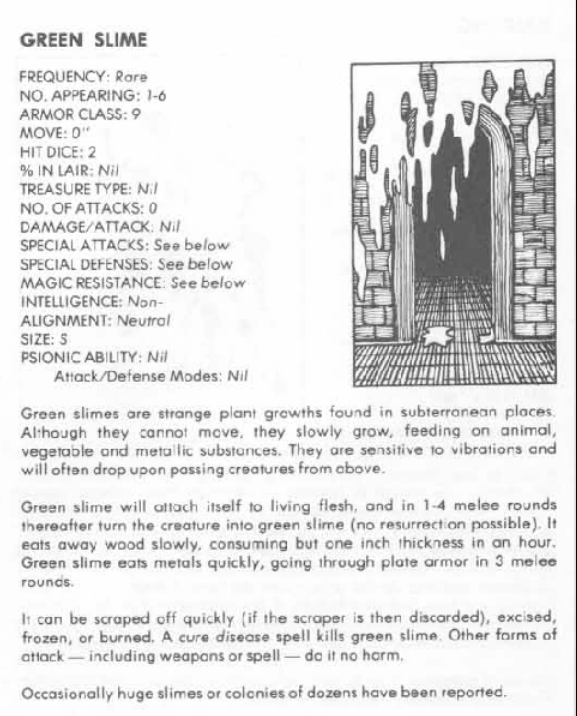 GREEN SLIME
FREQUENCY: Rare
NO. APPEARING: 1-6
ARMOR CLASS: 9
MOVE: 0"
HIT DICE: 2
% IN LAIR: Nil
TREASURE TYPE: Nil
NO. OF ATTACKS: 0
DAMAGE/ATTACK: Nil
SPECIAL ATTACKS: See below
SPECIAL DEFENSES: See below
MAGIC RESISTANCE: See below
INTELLIGENCE: Non-
ALIGNMENT: Neutral
SIZE: S
PSIONIC ABILITY: Nil
Attack/Defense Modes: Nil
Green slimes are strange plant growths found in subterranean places.
Although they cannot move, they slowly grow, feeding on animal,
vegetable and metallic substances. They are sensitive to vibrations and
will often drop upon passing creatures from above.
Green slime will attach itself to living flesh, and in 1-4 melee rounds
thereafter turn the creature into green slime (no resurrection possible). It
eats away wood slowly, consuming but one inch thickness in an hour.
Green slime eats metals quickly, going through plate armor in 3 melee
rounds.
It can be scraped off quickly (if the scraper is then discarded), excised,
frozen, or burned. A cure disease spell kills green slime. Other forms of
attack — including weapons or spell — do it no harm.
Occasionally huge slimes or colonies of dozens have been reported.